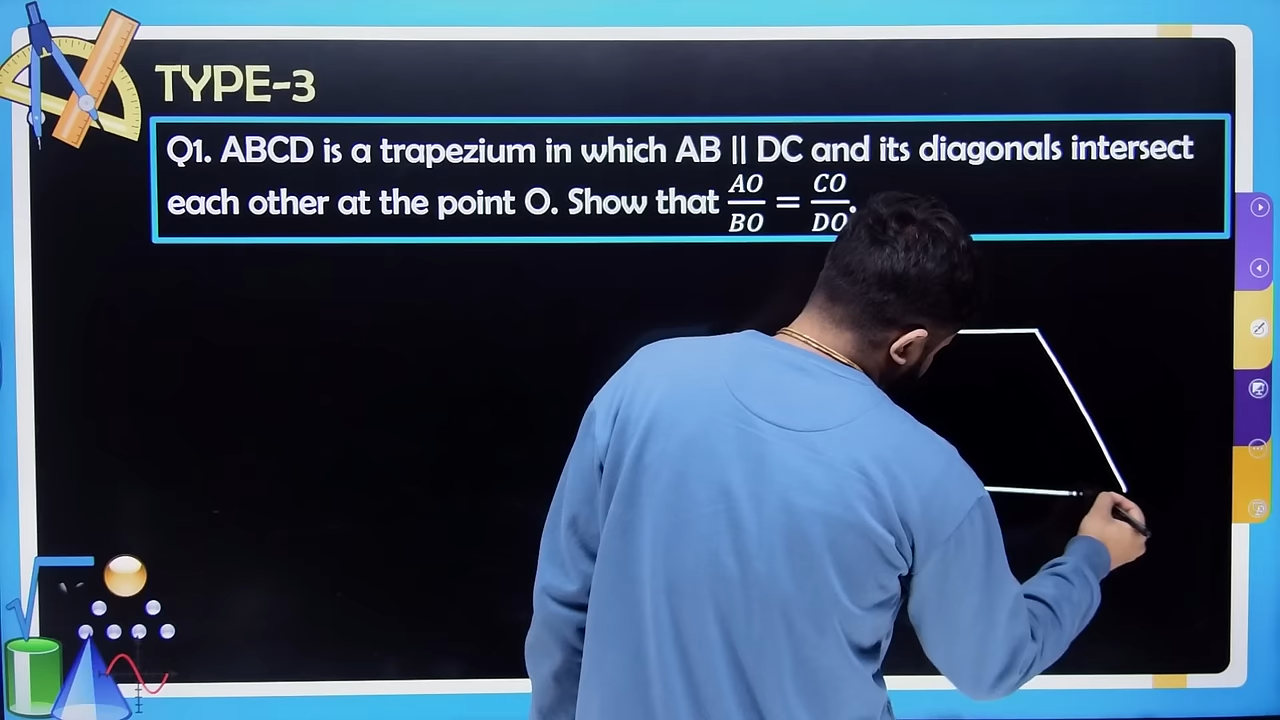 TYPE-3
Q1. ABCD is a trapezium in which AB || DC and its diagonals intersect
each other at the point O. Show that AO/BO = CO/DO.